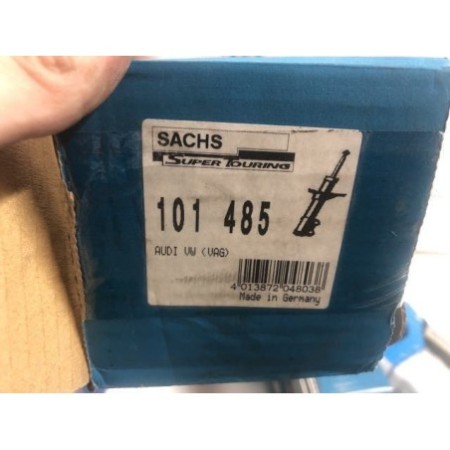 SACHS
SUPER TOURING
101 485
AUDI VW (VAG)
4 013872 048038
Made in Germany